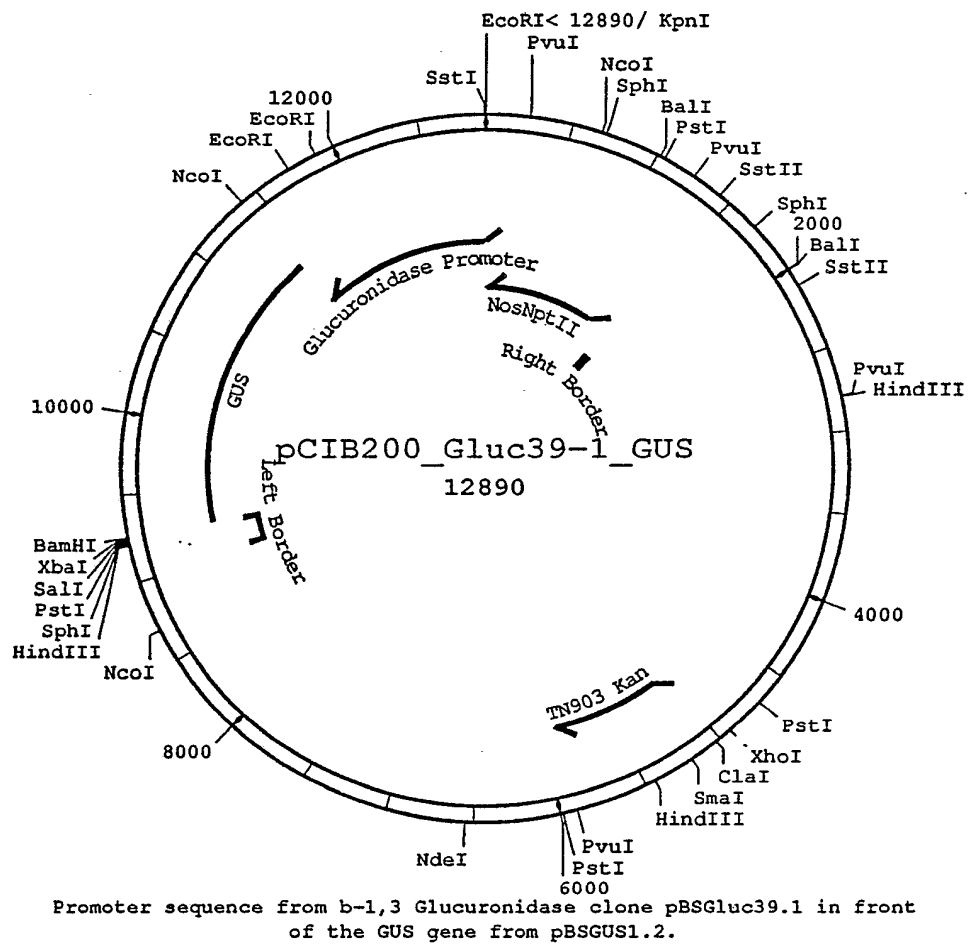 EcoRI< 12890/ KpnI
PvuI
SstI
NcoI
SphI
12000
EcoRI
EcoRI
BalI
PstI
PvuI
NcoI
SstII
SphI
2000
BalI
SstII
Glucuronidase Promoter
NosNptII
Right Border
GUS
PvuI
HindIII
10000
pCIB200_Gluc39-1_GUS
12890
Left Border
BamHI
XbaI
SalI
PstI
SphI
HindIII
NcoI
4000
TN903 Kan
PstI
XhoI
ClaI
SmaI
HindIII
8000
PvuI
PstI
6000
NdeI
Promoter sequence from b-1,3 Glucuronidase clone pBSGluc39.1 in front
of the GUS gene from pBSGUS1.2.